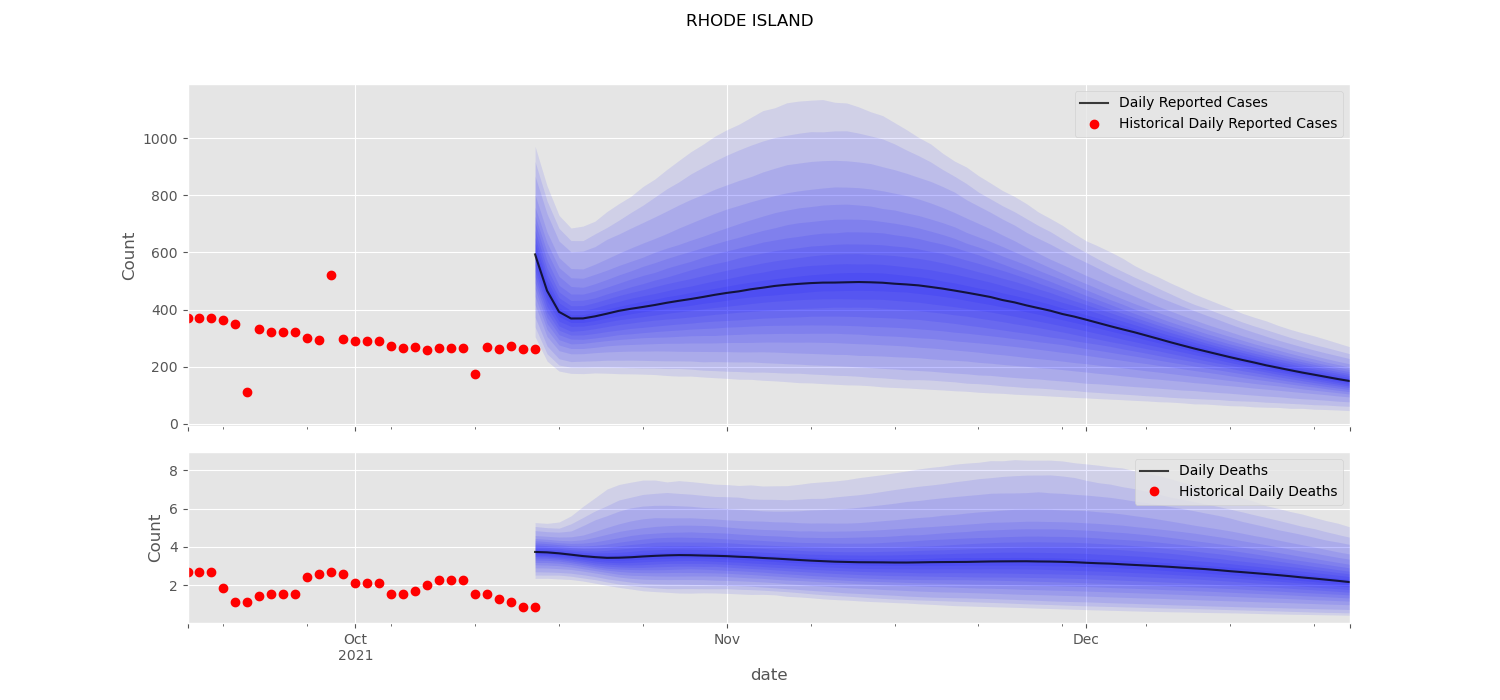 RHODE ISLAND
Daily Reported Cases
Historical Daily Reported Cases
1000
800
600
400
200
0
Count
Daily Deaths
Historical Daily Deaths
8
6
4
2
Count
Oct
2021
Nov
Dec
date